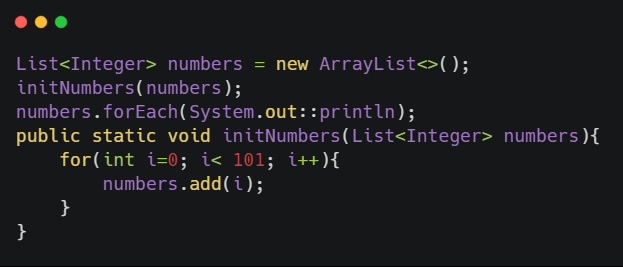 List<Integer> numbers = new ArrayList<>();
initNumbers(numbers);
numbers.forEach(System.out::println);
public static void initNumbers(List<Integer> numbers){
    for(int i=0; i< 101; i++){
        numbers.add(i);
    }
}